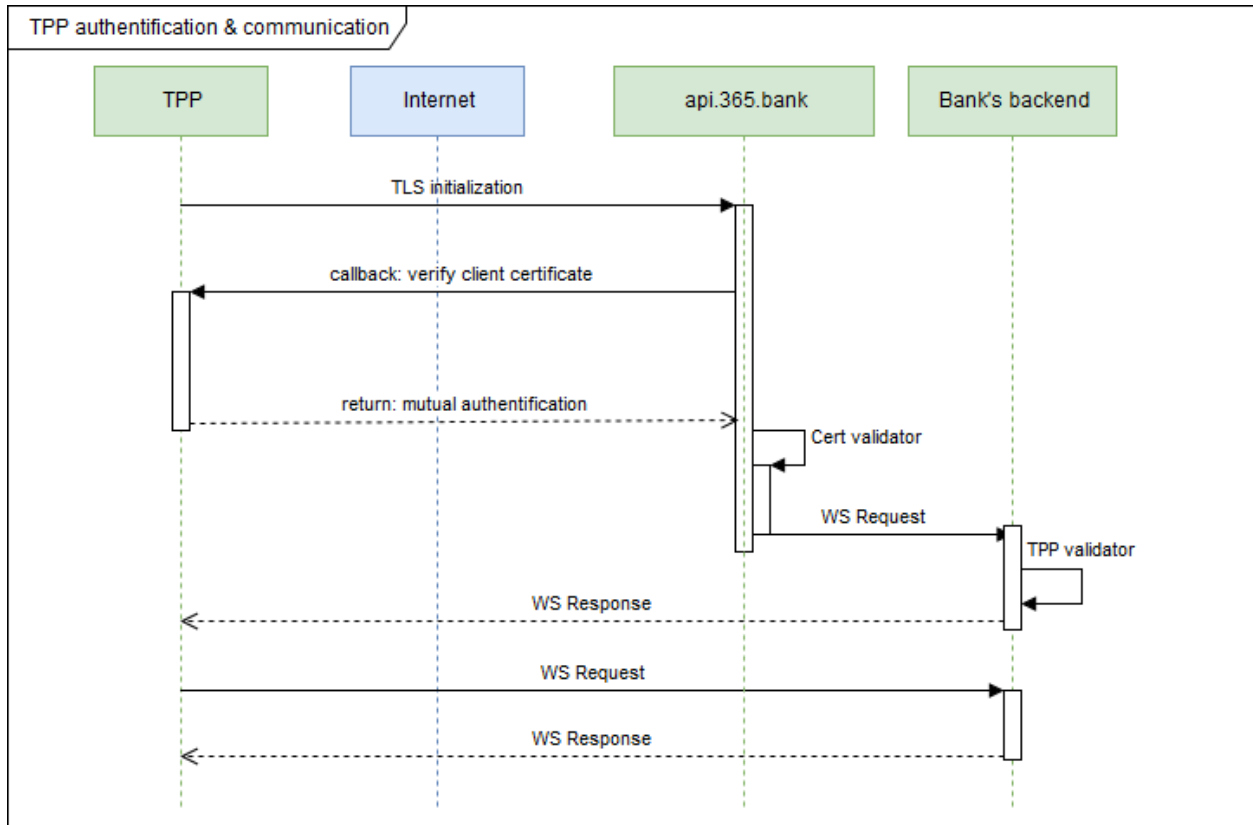 TPP authentification & communication
TPP
Internet
api.365.bank
Bank's backend
TLS initialization
callback: verify client certificate
return: mutual authentification
Cert validator
WS Request
TPP validator
WS Response
WS Request
WS Response